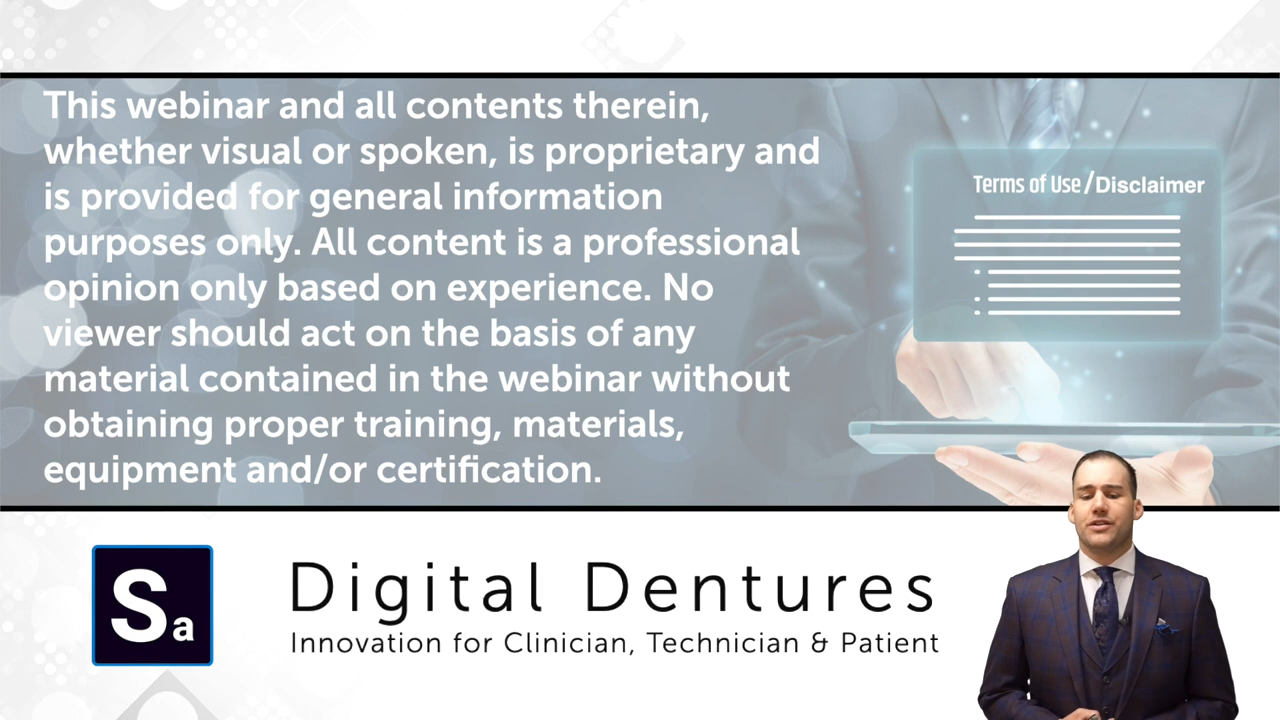 This webinar and all contents therein,
whether visual or spoken, is proprietary and
is provided for general information
purposes only. All content is a professional
opinion only based on experience. No
viewer should act on the basis of any
material contained in the webinar without
obtaining proper training, materials,
equipment and/or certification.
Terms of Use/Disclaimer
Sa
Digital Dentures
Innovation for Clinician, Technician & Patient